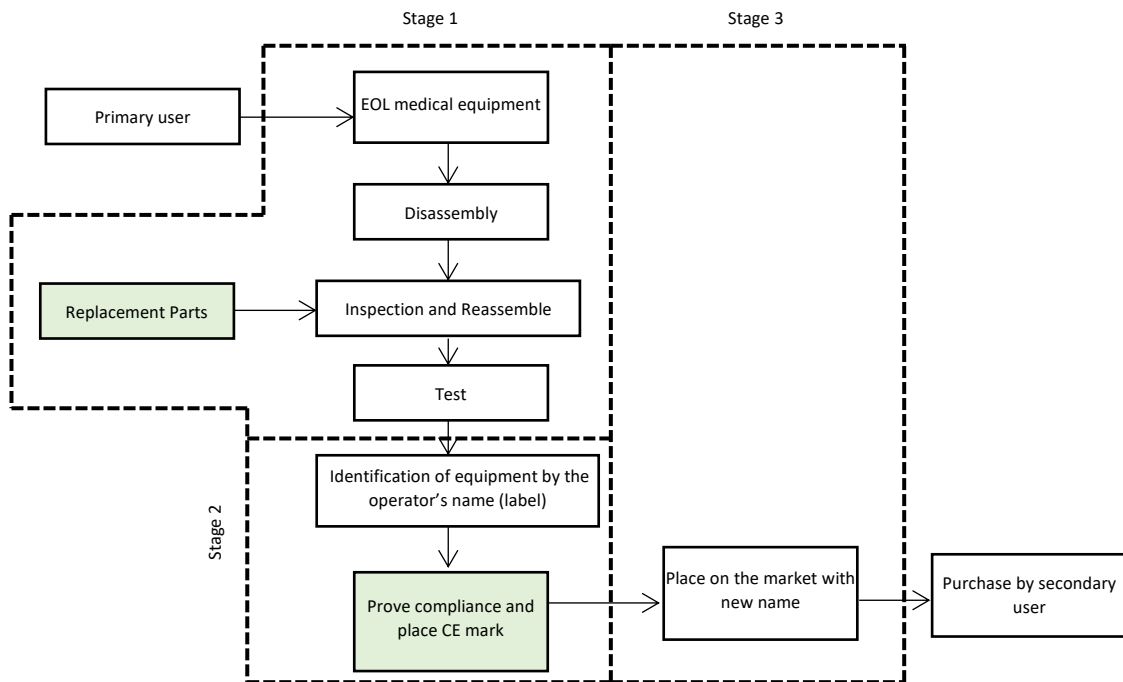 Stage 1
Stage 3
EOL medical equipment
Primary user
Disassembly
Replacement Parts
Inspection and Reassemble
Test
Stage 2
Identification of equipment by the
operator’s name (label)
Prove compliance and
place CE mark
Place on the market with
new name
Purchase by secondary
user